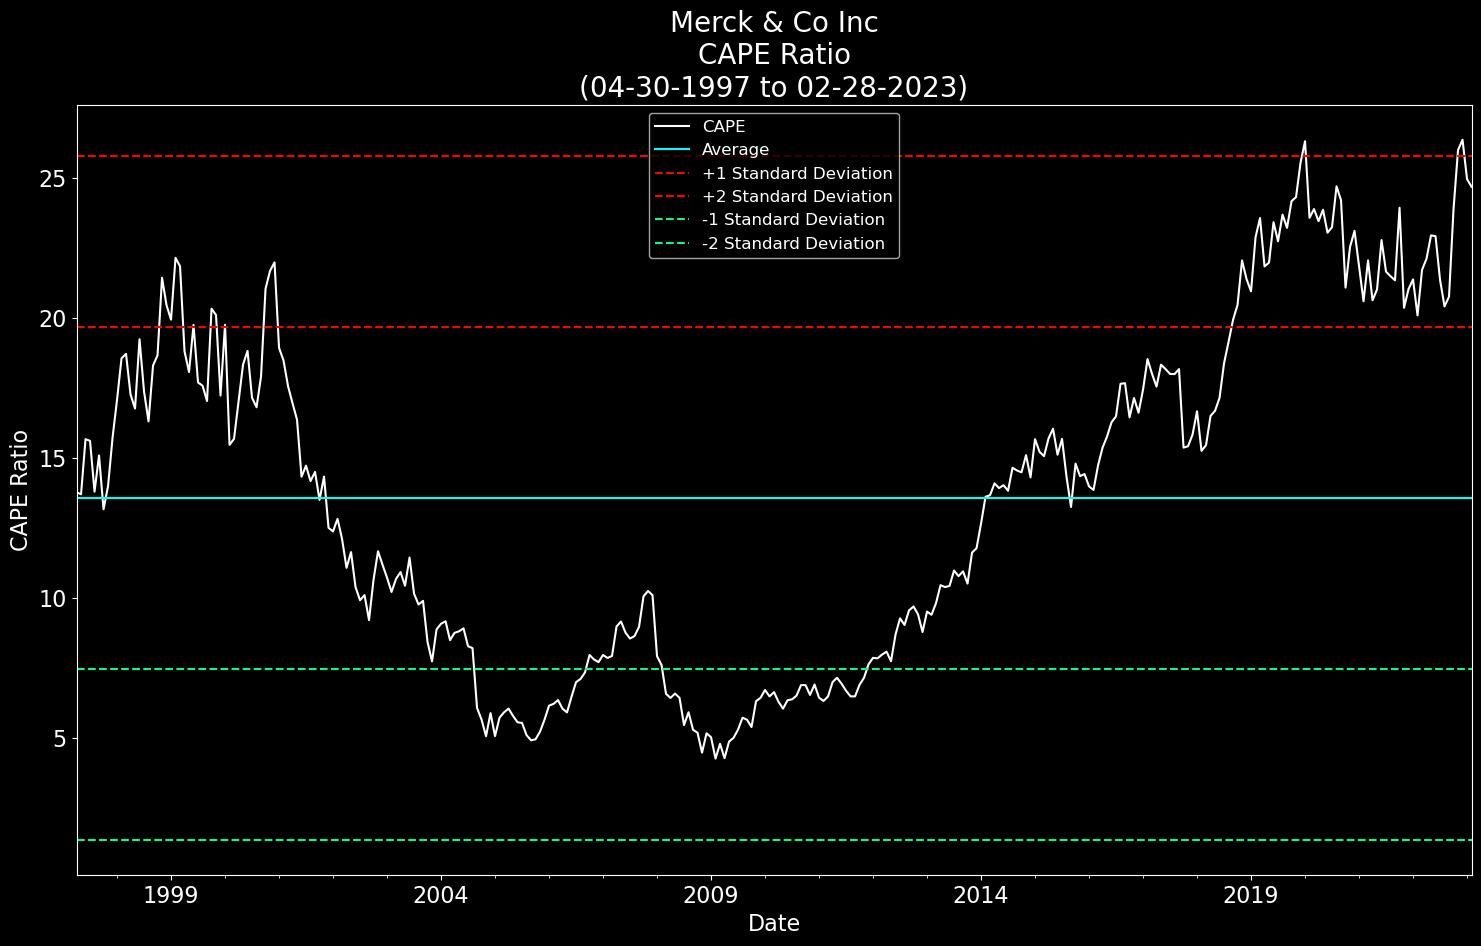 Merck & Co Inc
CAPE Ratio
(04-30-1997 to 02-28-2023)
CAPE
Average
+1 Standard Deviation
+2 Standard Deviation
-1 Standard Deviation
-2 Standard Deviation
25
20
15
10
5
CAPE Ratio
1999 2004 2009 2014 2019
Date